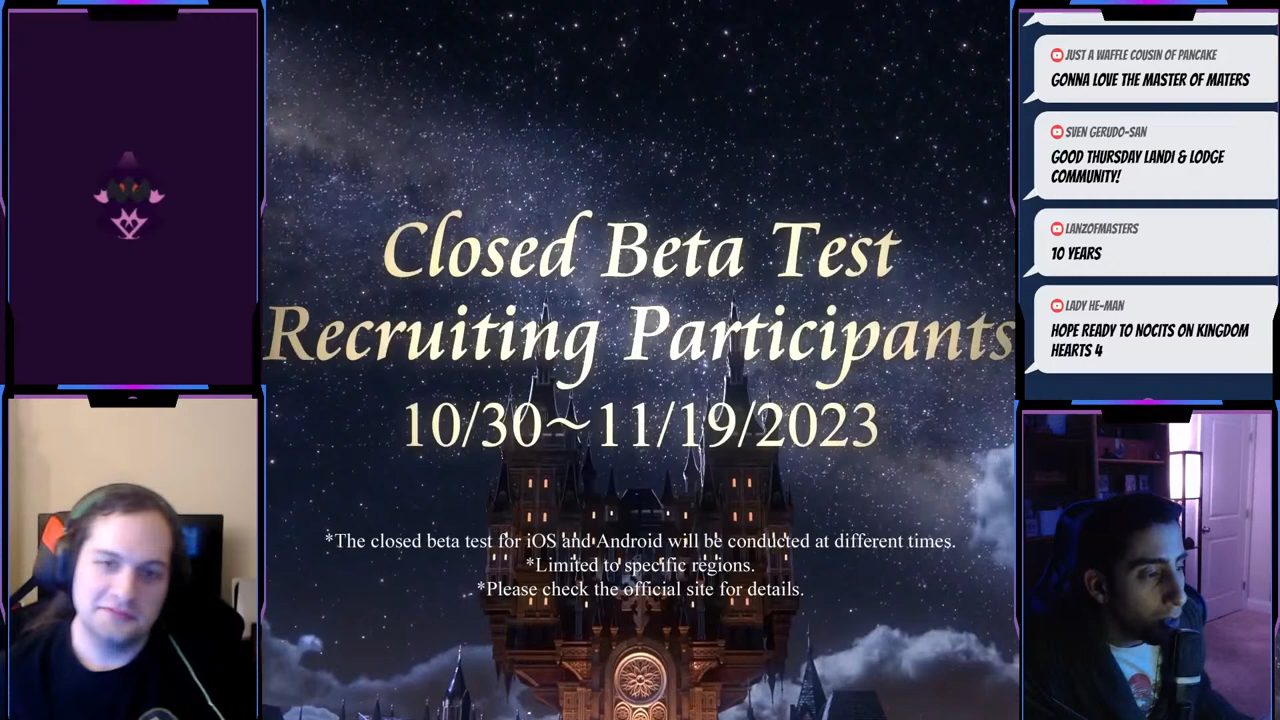 Closed Beta Test
Recruiting Participants
10/30~11/19/2023
*The closed beta test for iOS and Android will be conducted at different times.
*Limited to specific regions.
*Please check the official site for details.
JUST A WAFFLE COUSIN OF PANCAKE
GONNA LOVE THE MASTER OF MATERS
SVEN GERUDO-SAN
GOOD THURSDAY LANDI & LODGE
COMMUNITY!
LANZOFMASTERS
10 YEARS
LADY HE-MAN
HOPE READY TO NOCITS ON KINGDOM
HEARTS 4